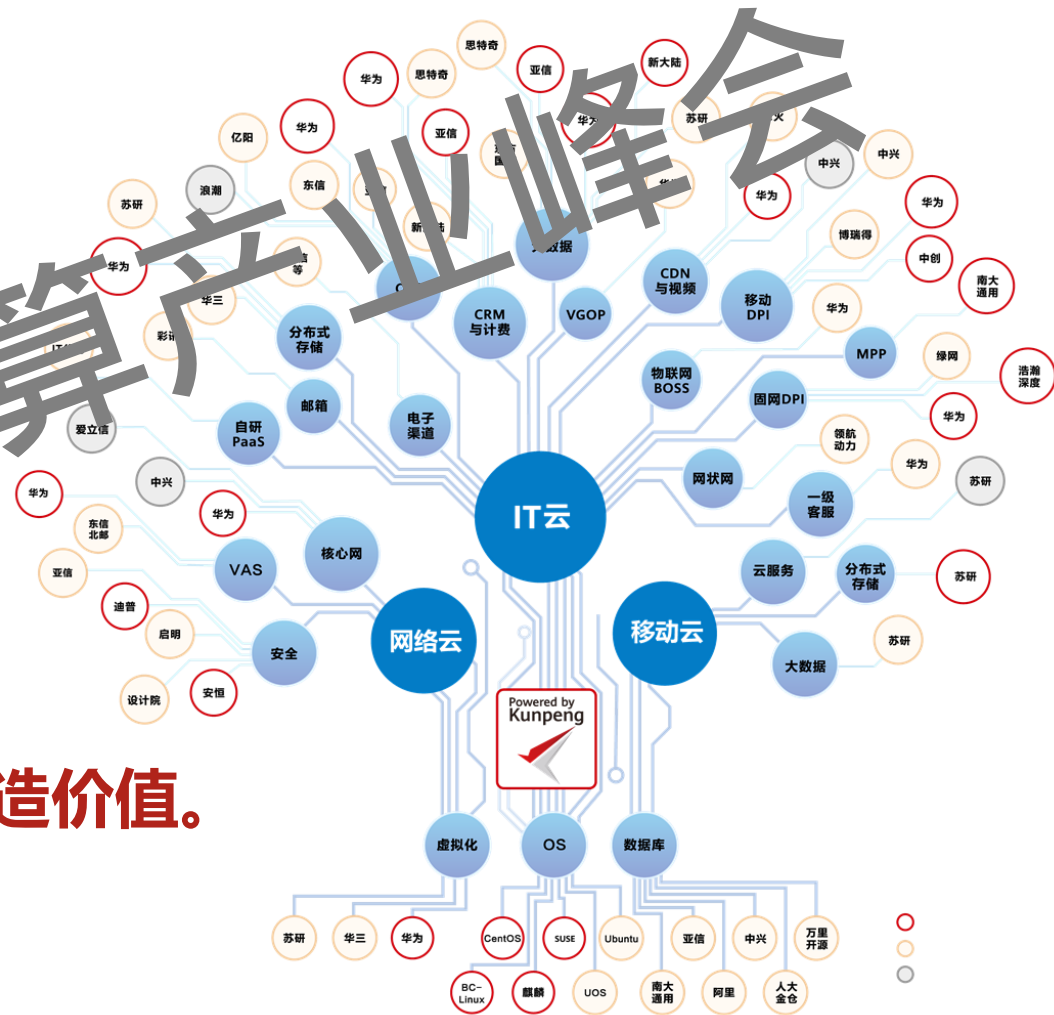 算产业峰会
思特奇
亚信
新大陆
华为
思特奇
华为
亚信
华为
苏研
亿阳
中兴
中兴
浪潮
东信
华为
苏研
华为
博瑞得
华为
中创
南大
通用
大数据
CDN
与视频
移动
DPI
华三
华为
CRM
与计费
VGOP
分布式
存储
MPP
绿网
浩瀚
深度
物联网
BOSS
固网DPI
邮箱
电子
渠道
自研
PaaS
爱立信
华为
领航
动力
华为
网状网
一级
客服
苏研
中兴
华为
华为
IT云
东信
北邮
核心网
VAS
亚信
云服务
分布式
存储
苏研
迪普
启明
安全
网络云
移动云
大数据
苏研
设计院
安恒
Powered by
Kunpeng
造价值。
虚拟化
OS
数据库
苏研
华三
华为
CentOS
SUSE
Ubuntu
亚信
中兴
万里
开源
BC-
Linux
麒麟
UOS
南大
通用
阿里
人大
金仓